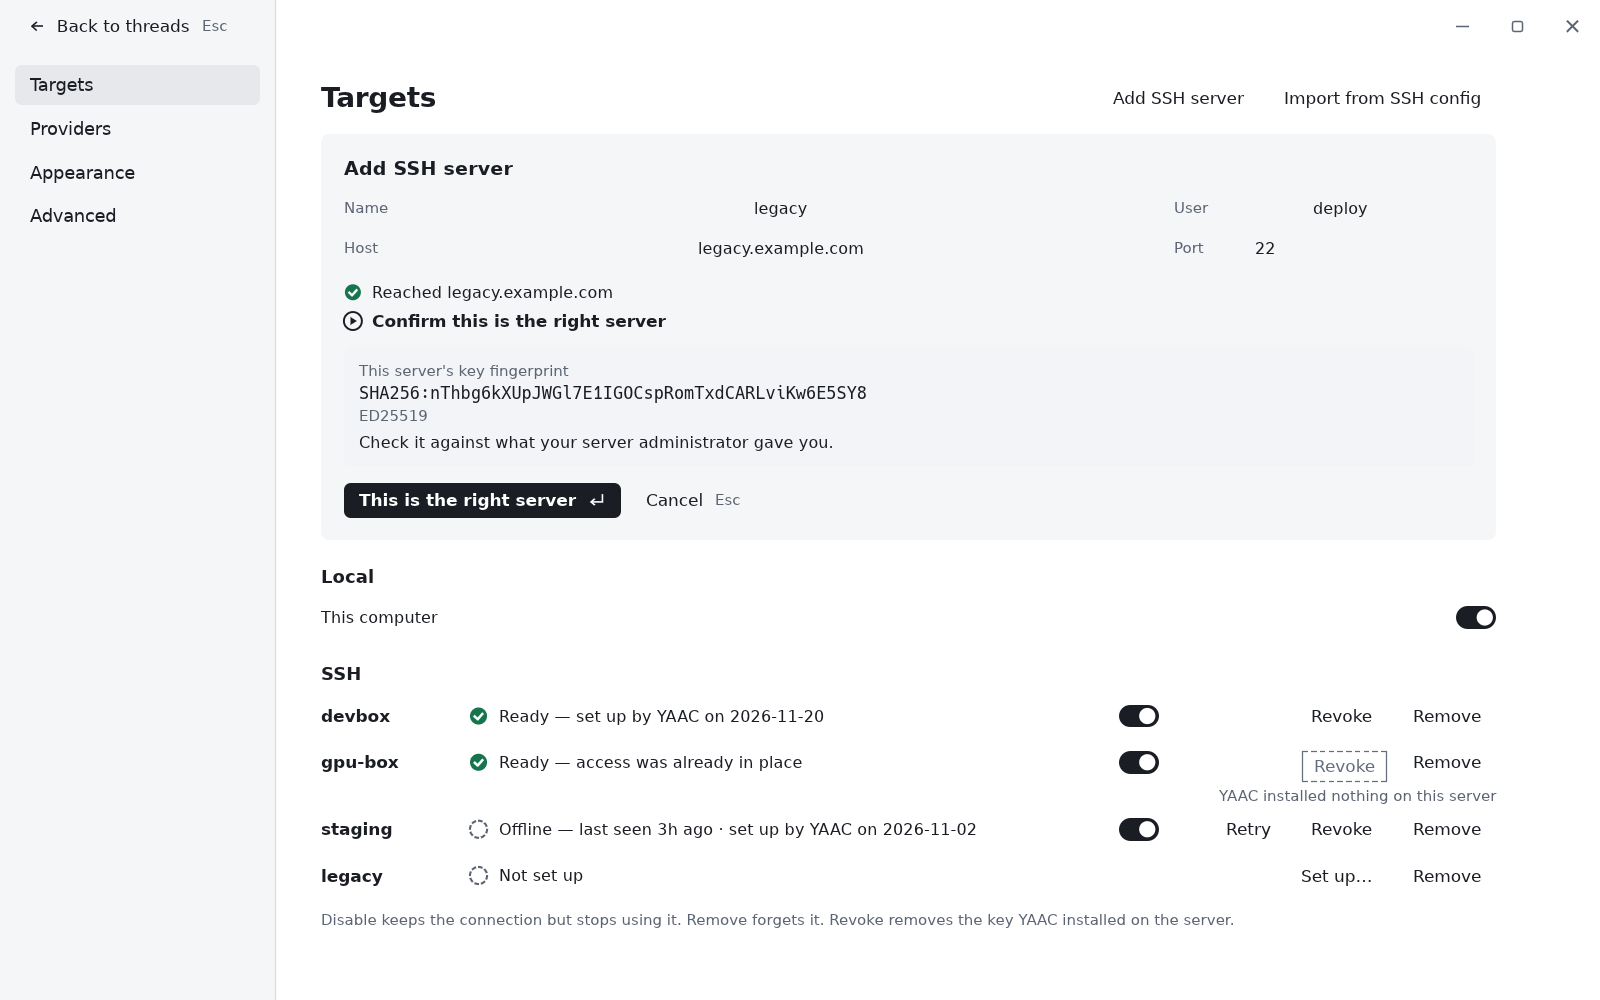 Back to threads Esc
Targets
Providers
Appearance
Advanced
Targets
Add SSH server Import from SSH config
Add SSH server
Name legacy User deploy
Host legacy.example.com Port 22
Reached legacy.example.com
Confirm this is the right server
This server's key fingerprint
SHA256:nThbg6kXUpJWGl7E1IGOCspRomTxdCARLviKw6E5SY8
ED25519
Check it against what your server administrator gave you.
This is the right server Cancel Esc
Local
This computer
SSH
devbox Ready — set up by YAAC on 2026-11-20 Revoke Remove
gpu-box Ready — access was already in place Revoke Remove
YAAC installed nothing on this server
staging Offline — last seen 3h ago · set up by YAAC on 2026-11-02 Retry Revoke Remove
legacy Not set up Set up... Remove
Disable keeps the connection but stops using it. Remove forgets it. Revoke removes the key YAAC installed on the server.